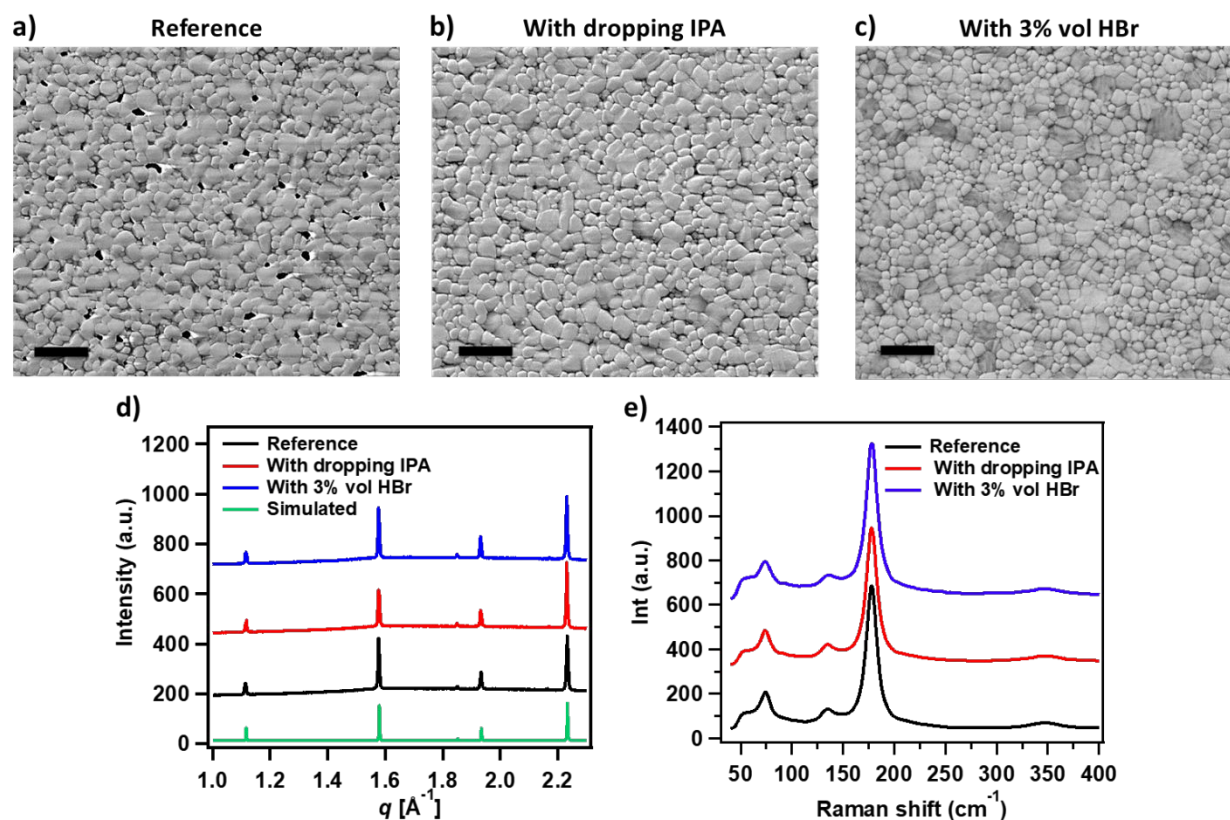 a) Reference
b) With dropping IPA
c) With 3% vol HBr
d)
1200
1000
800
600
400
200
0
Intensity (a.u.)
Reference
With dropping IPA
With 3% vol HBr
Simulated
1.0 1.2 1.4 1.6 1.8 2.0 2.2
q [Å⁻¹]
e)
1400
1200
1000
800
600
400
200
0
Int (a.u.)
Reference
With dropping IPA
With 3% vol HBr
50 100 150 200 250 300 350 400
Raman shift (cm⁻¹)